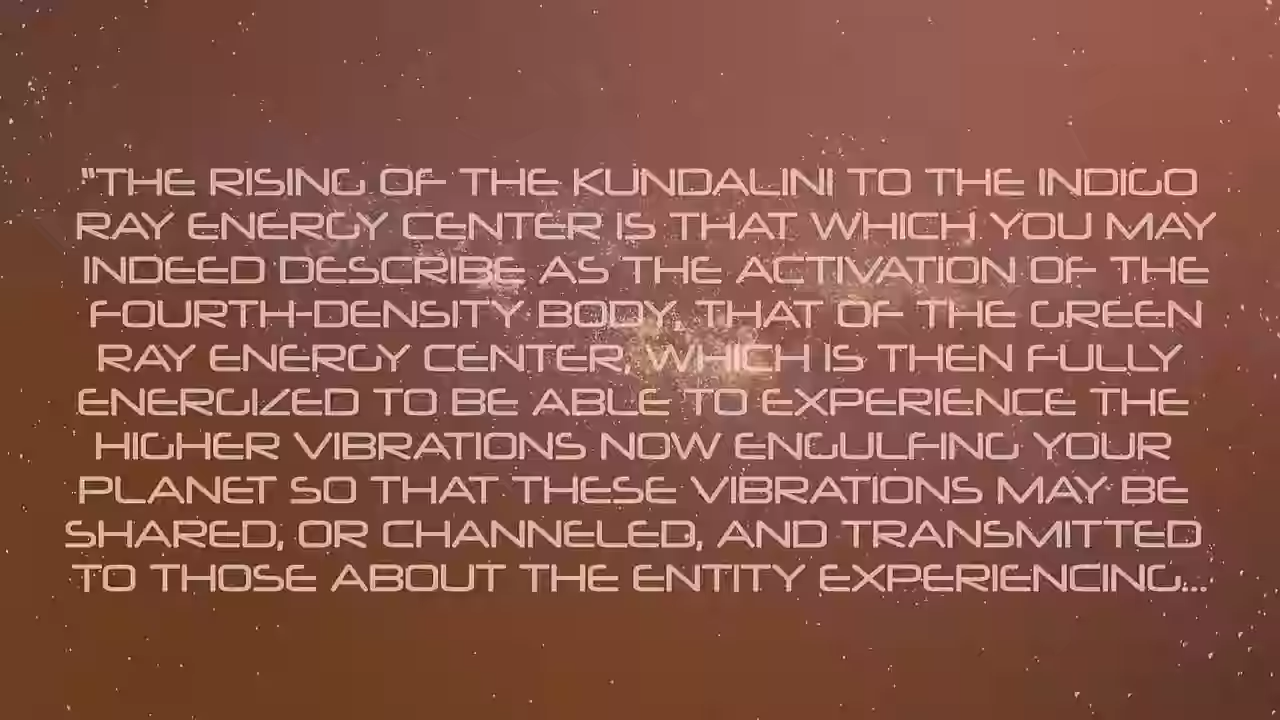 “THE RISING OF THE KUNDALINI TO THE INDIGO
RAY ENERGY CENTER IS THAT WHICH YOU MAY
INDEED DESCRIBE AS THE ACTIVATION OF THE
FOURTH-DENSITY BODY, THAT OF THE GREEN
RAY ENERGY CENTER, WHICH IS THEN FULLY
ENERGIZED TO BE ABLE TO EXPERIENCE THE
HIGHER VIBRATIONS NOW ENGULFING YOUR
PLANET SO THAT THESE VIBRATIONS MAY BE
SHARED, OR CHANNELED, AND TRANSMITTED
TO THOSE ABOUT THE ENTITY EXPERIENCING...